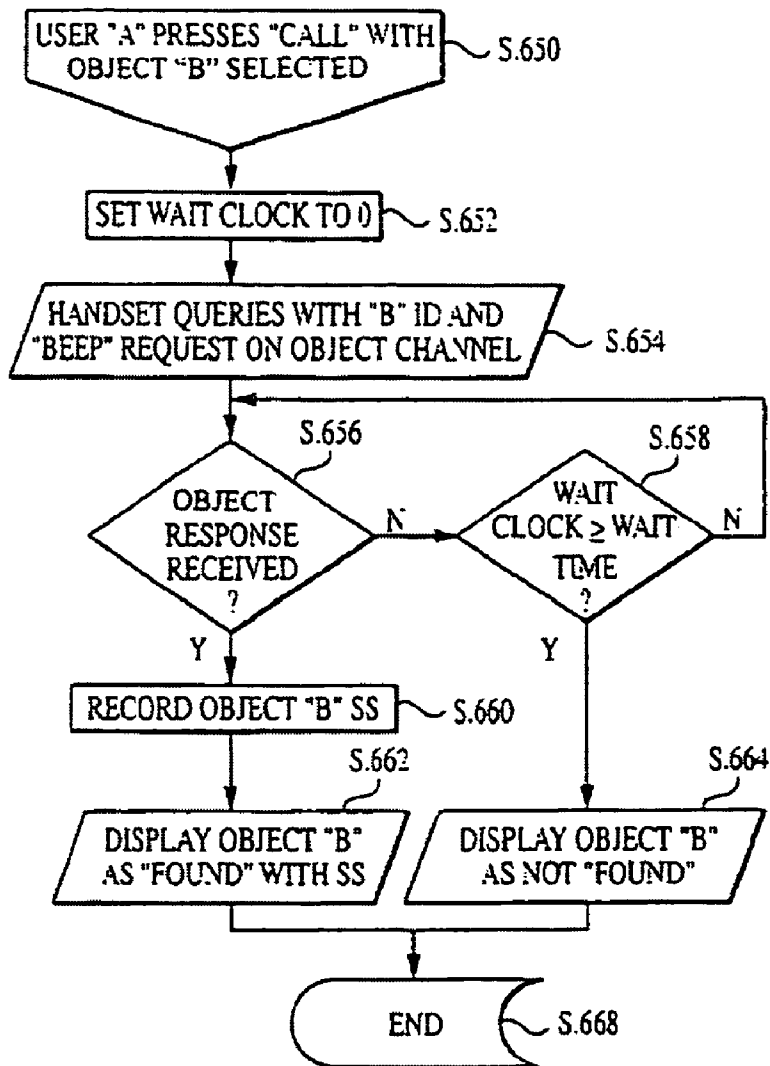 USER "A" PRESSES "CALL" WITH
OBJECT "B" SELECTED
S.650
SET WAIT CLOCK TO 0
S.652
HANDSET QUERIES WITH "B" ID AND
"BEEP" REQUEST ON OBJECT CHANNEL
S.654
S.656
OBJECT
RESPONSE
RECEIVED
?
N
Y
S.658
WAIT
CLOCK ≥ WAIT
TIME
?
N
Y
RECORD OBJECT "B" SS
S.660
S.662
DISPLAY OBJECT "B"
AS "FOUND" WITH SS
S.664
DISPLAY OBJECT "B"
AS NOT "FOUND"
END
S.668